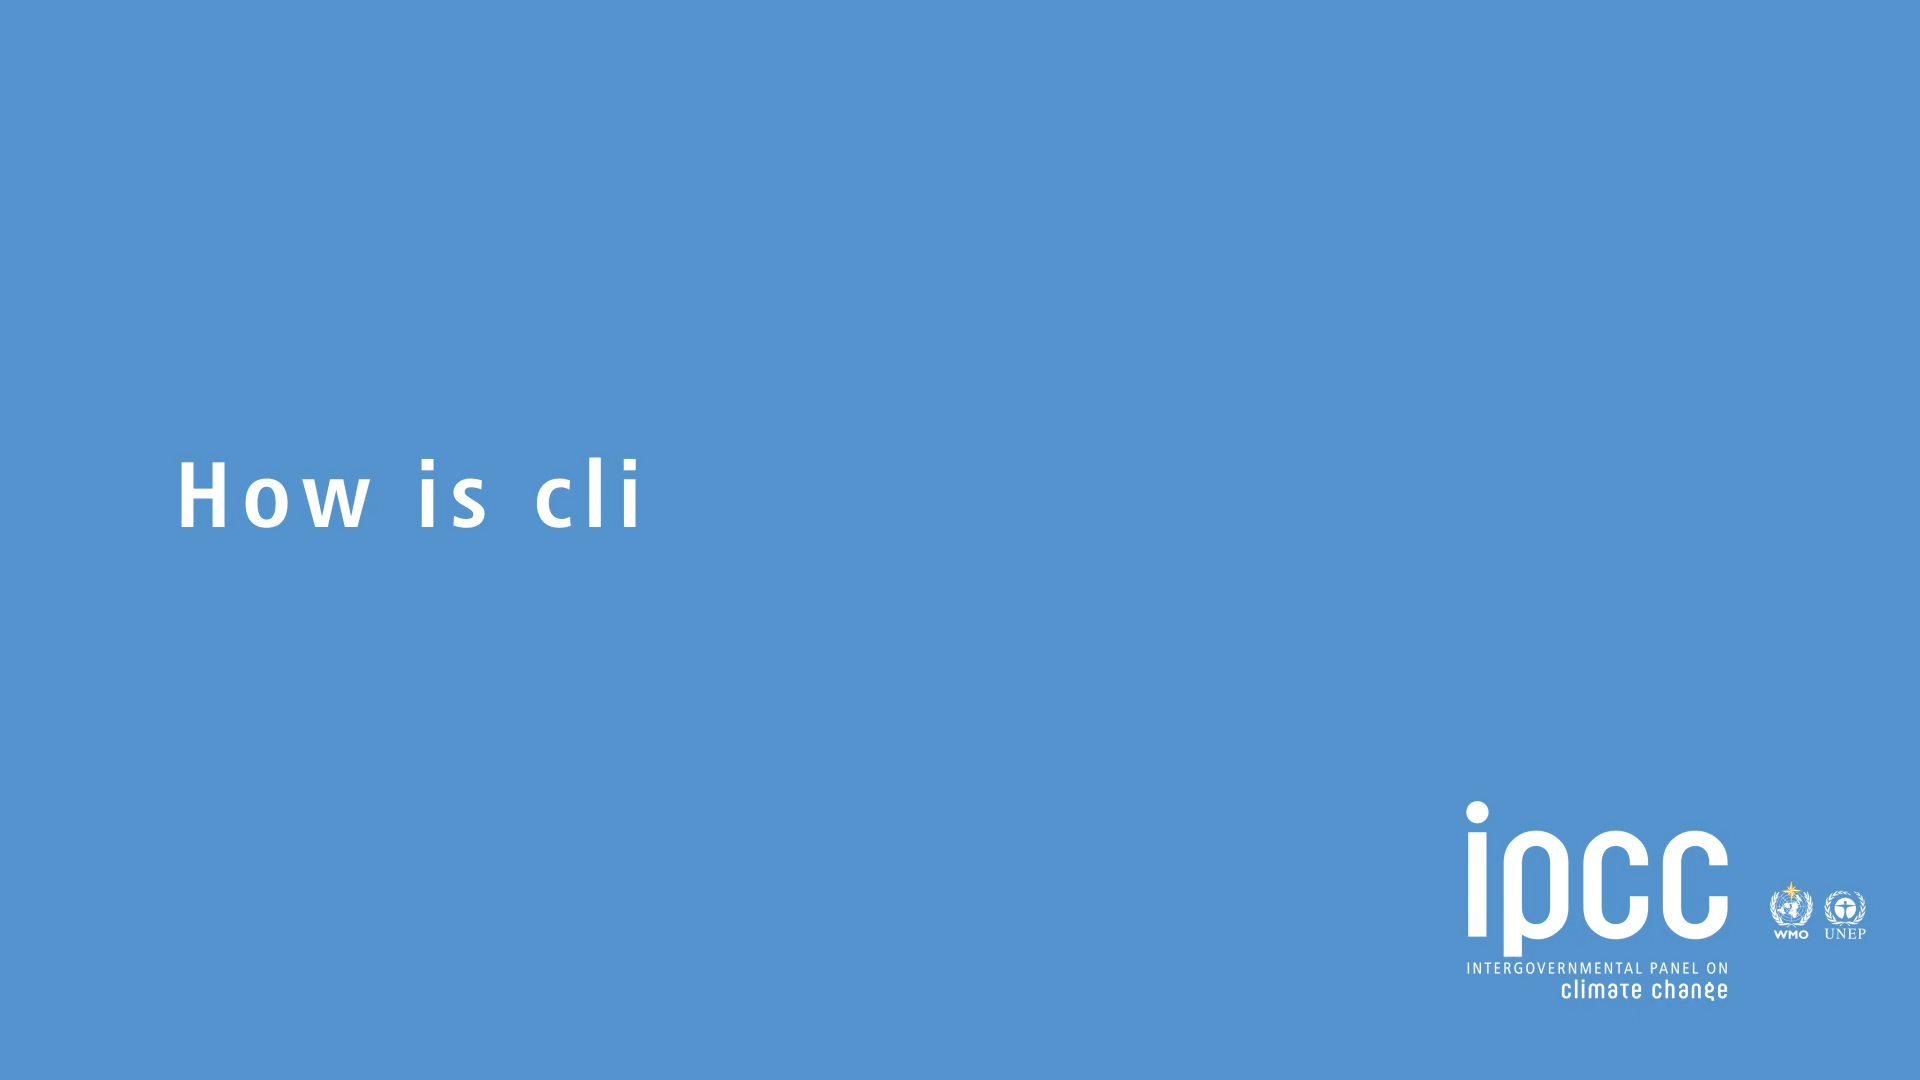 How is cli
ipcc
INTERGOVERNMENTAL PANEL ON
climate change
WMO
UNEP